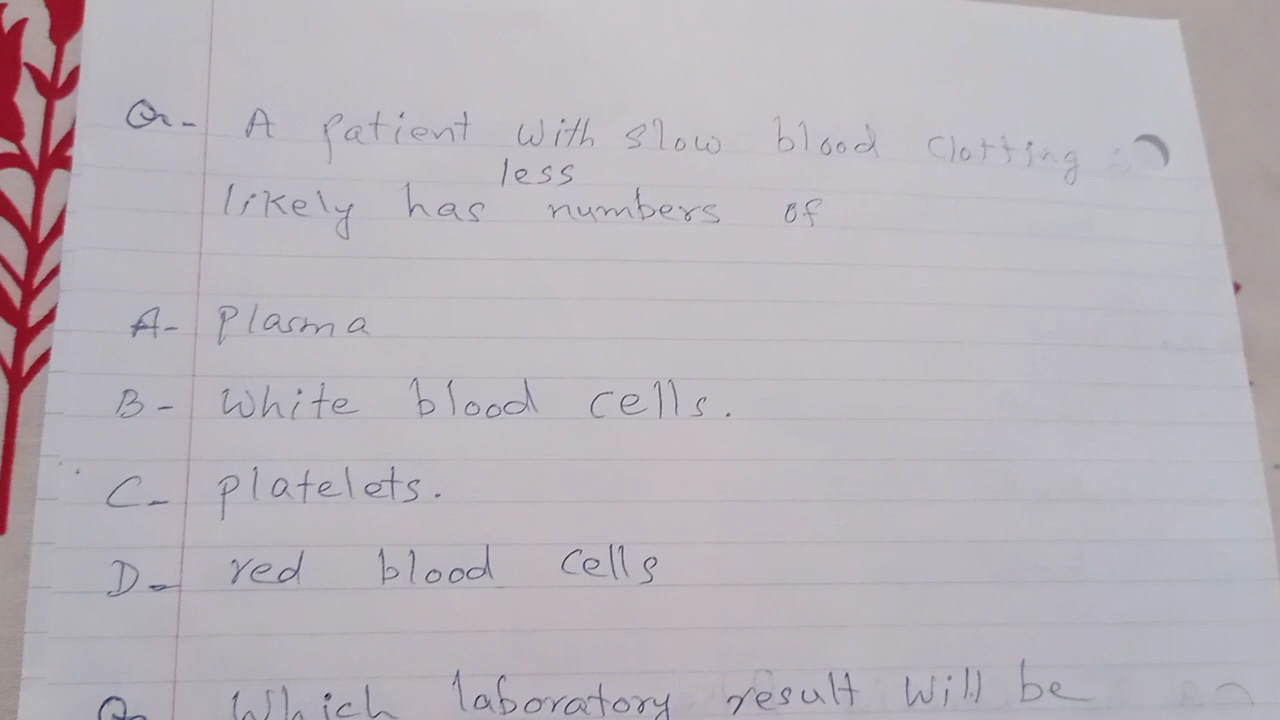 Q- A patient with slow blood clotting
less
likely has numbers of
A- Plasma
B- White blood cells.
C- platelets.
D- red blood cells
Q- Which laboratory result will be